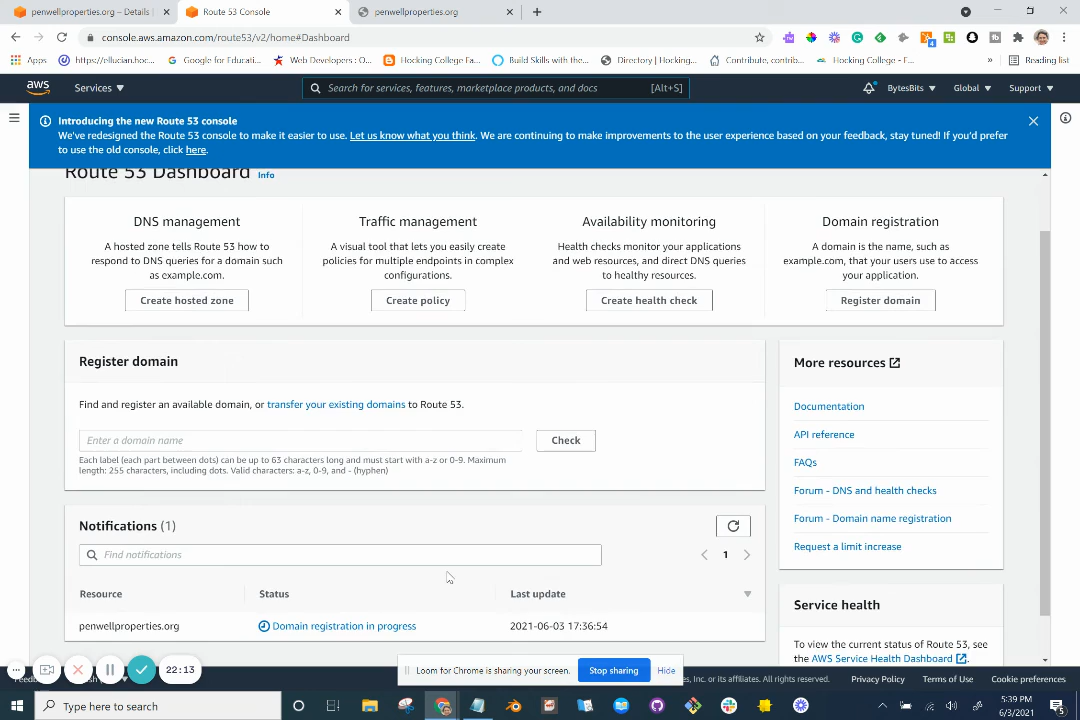 penwellproperties.org – Details
Route 53 Console
penwellproperties.org
console.aws.amazon.com/route53/v2/home#Dashboard
Apps
https://ellucian.hoc...
Google for Educati...
Web Developers : O...
Hocking College Fa...
Build Skills with the...
Directory | Hocking...
Contribute, contrib...
Hocking College - F...
»
Reading list
aws
Services
Search for services, features, marketplace products, and docs
[Alt+S]
BytesBits
Global
Support
Introducing the new Route 53 console
We've redesigned the Route 53 console to make it easier to use. Let us know what you think. We are continuing to make improvements to the user experience based on your feedback, stay tuned! If you'd prefer
to use the old console, click here.
Route 53 Dashboard Info
DNS management
A hosted zone tells Route 53 how to
respond to DNS queries for a domain such
as example.com.
Create hosted zone
Traffic management
A visual tool that lets you easily create
policies for multiple endpoints in complex
configurations.
Create policy
Availability monitoring
Health checks monitor your applications
and web resources, and direct DNS queries
to healthy resources.
Create health check
Domain registration
A domain is the name, such as
example.com, that your users use to access
your application.
Register domain
Register domain
Find and register an available domain, or transfer your existing domains to Route 53.
Enter a domain name
Check
Each label (each part between dots) can be up to 63 characters long and must start with a-z or 0-9. Maximum
length: 255 characters, including dots. Valid characters: a-z, 0-9, and - (hyphen)
More resources
Documentation
API reference
FAQs
Forum - DNS and health checks
Forum - Domain name registration
Request a limit increase
Notifications (1)
Find notifications
1
Resource
Status
Last update
penwellproperties.org
Domain registration in progress
2021-06-03 17:36:54
Service health
To view the current status of Route 53, see
the AWS Service Health Dashboard
22:13
Loom for Chrome is sharing your screen.
Stop sharing
Hide
es, Inc. or its affiliates. All rights reserved.
Privacy Policy
Terms of Use
Cookie preferences
Type here to search
5:39 PM
6/3/2021
5